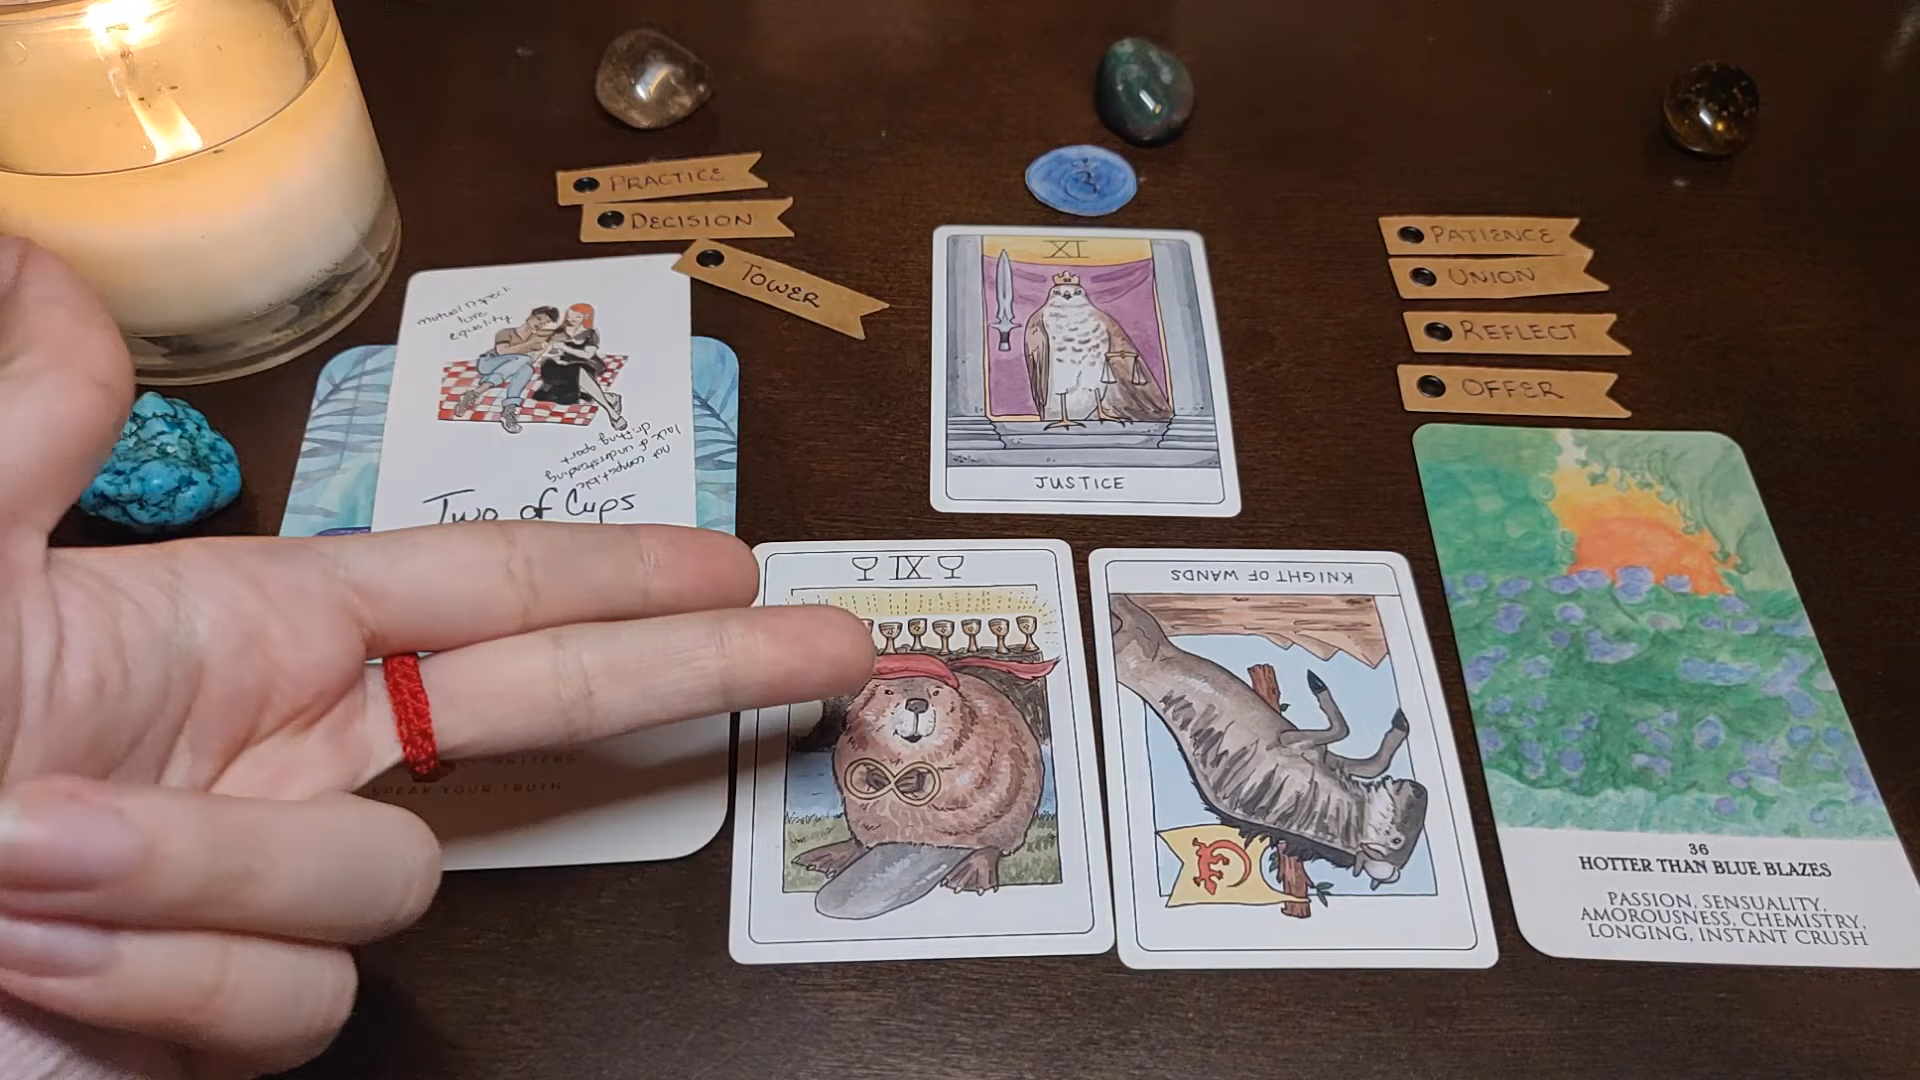 PRACTICE
DECISION
TOWER
mutual respect
love
equality
not compatible
lack of understanding
drifting apart
Two of Cups
SPEAK YOUR TRUTH
XI
JUSTICE
IX
KNIGHT OF WANDS
PATIENCE
UNION
REFLECT
OFFER
36
HOTTER THAN BLUE BLAZES
PASSION, SENSUALITY,
AMOROUSNESS, CHEMISTRY,
LONGING, INSTANT CRUSH